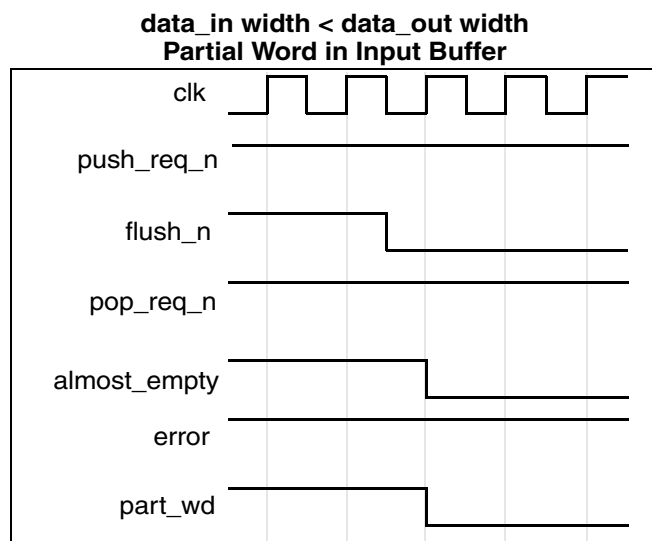 data_in width < data_out width
Partial Word in Input Buffer
clk
push_req_n
flush_n
pop_req_n
almost_empty
error
part_wd